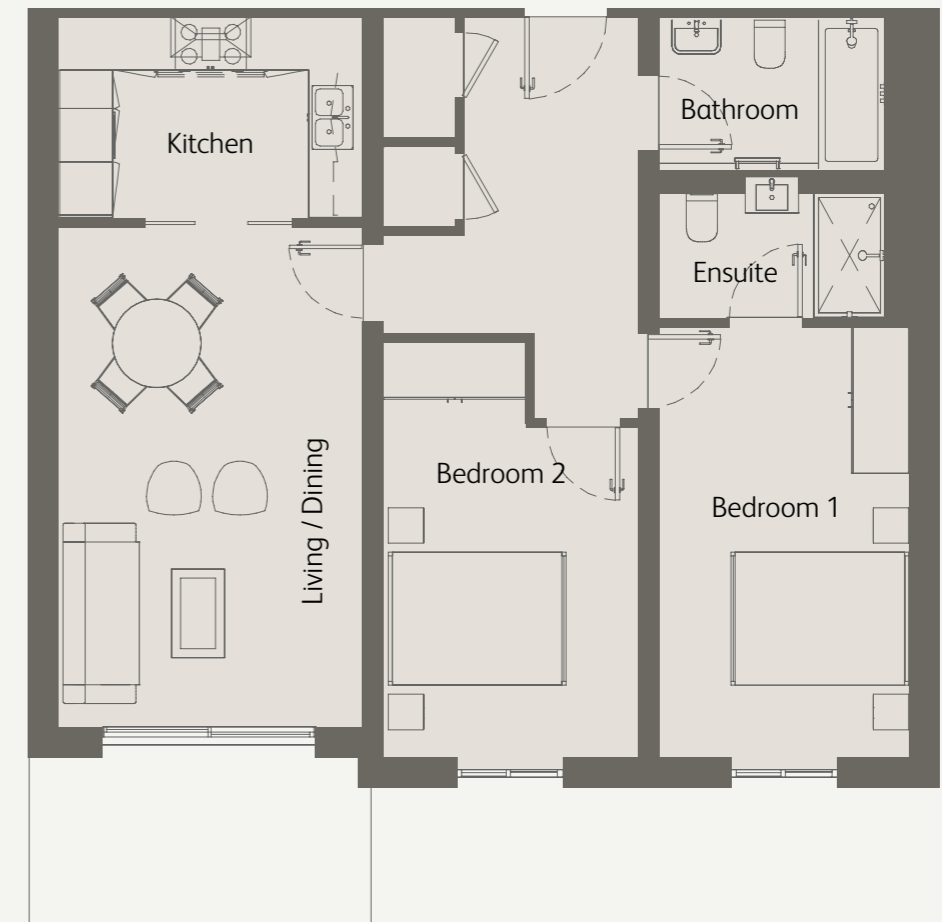 Kitchen
Bathroom
Ensuite
Living / Dining
Bedroom 2
Bedroom 1